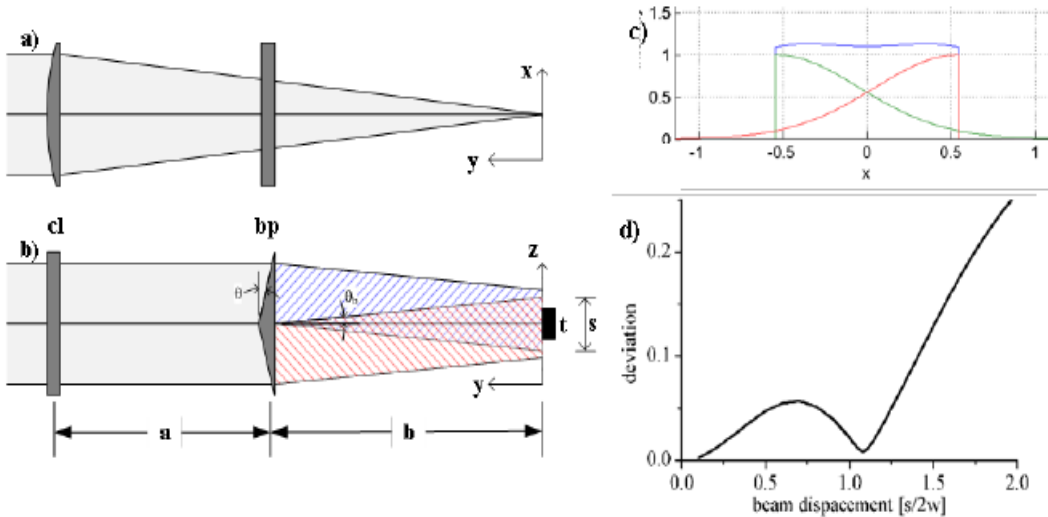 a)
x
y
cl
bp
b)
z
θ
θ
t
s
y
a
b
c)
1.5
1
0.5
0
-1
-0.5
0
0.5
1
x
d)
0.2
0.1
0.0
deviation
0.0
0.5
1.0
1.5
2.0
beam dispacement [s/2w]